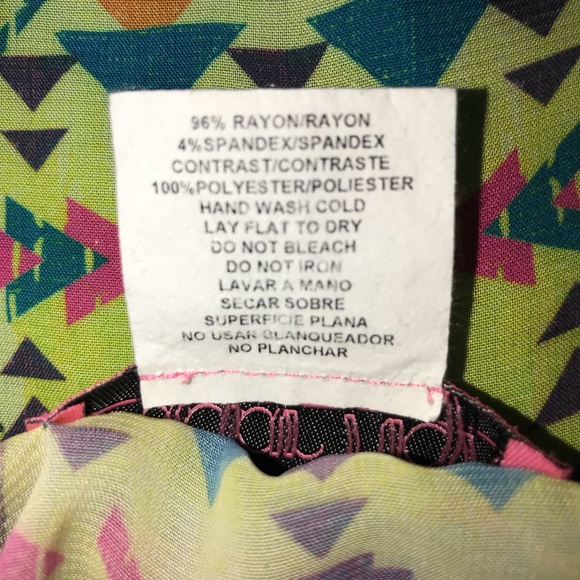 96% RAYON/RAYON
4%SPANDEX/SPANDEX
CONTRAST/CONTRASTE
100%POLYESTER/POLIESTER
HAND WASH COLD
LAY FLAT TO DRY
DO NOT BLEACH
DO NOT IRON
LAVAR A MANO
SECAR SOBRE
SUPERFICIE PLANA
NO USAR BLANQUEADOR
NO PLANCHAR